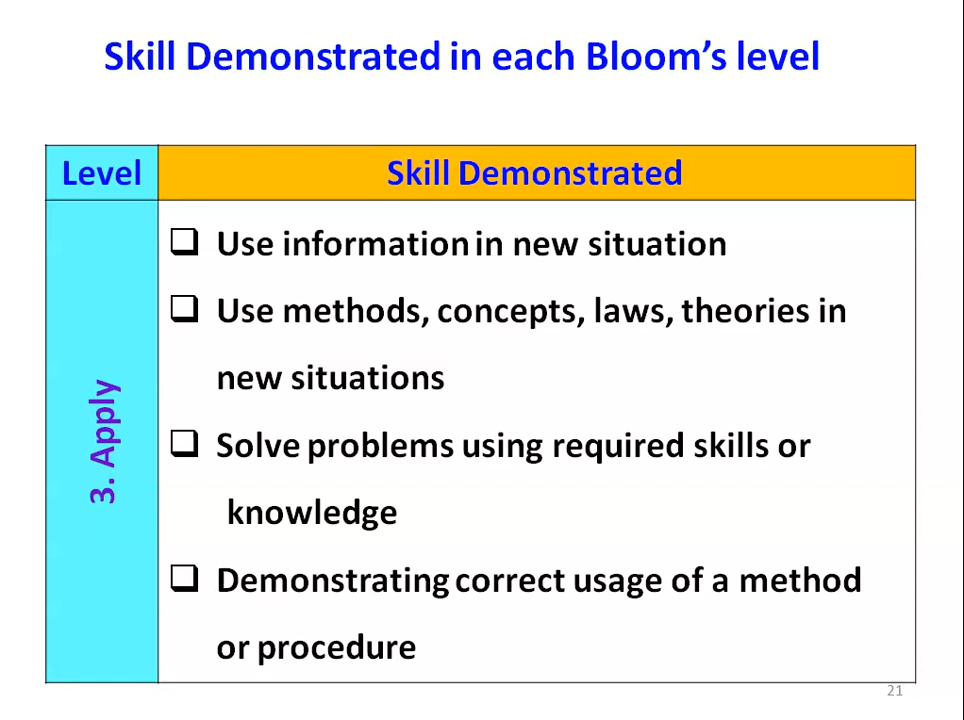 Skill Demonstrated in each Bloom’s level
Level
Skill Demonstrated
3. Apply
Use information in new situation
Use methods, concepts, laws, theories in
new situations
Solve problems using required skills or
knowledge
Demonstrating correct usage of a method
or procedure
21